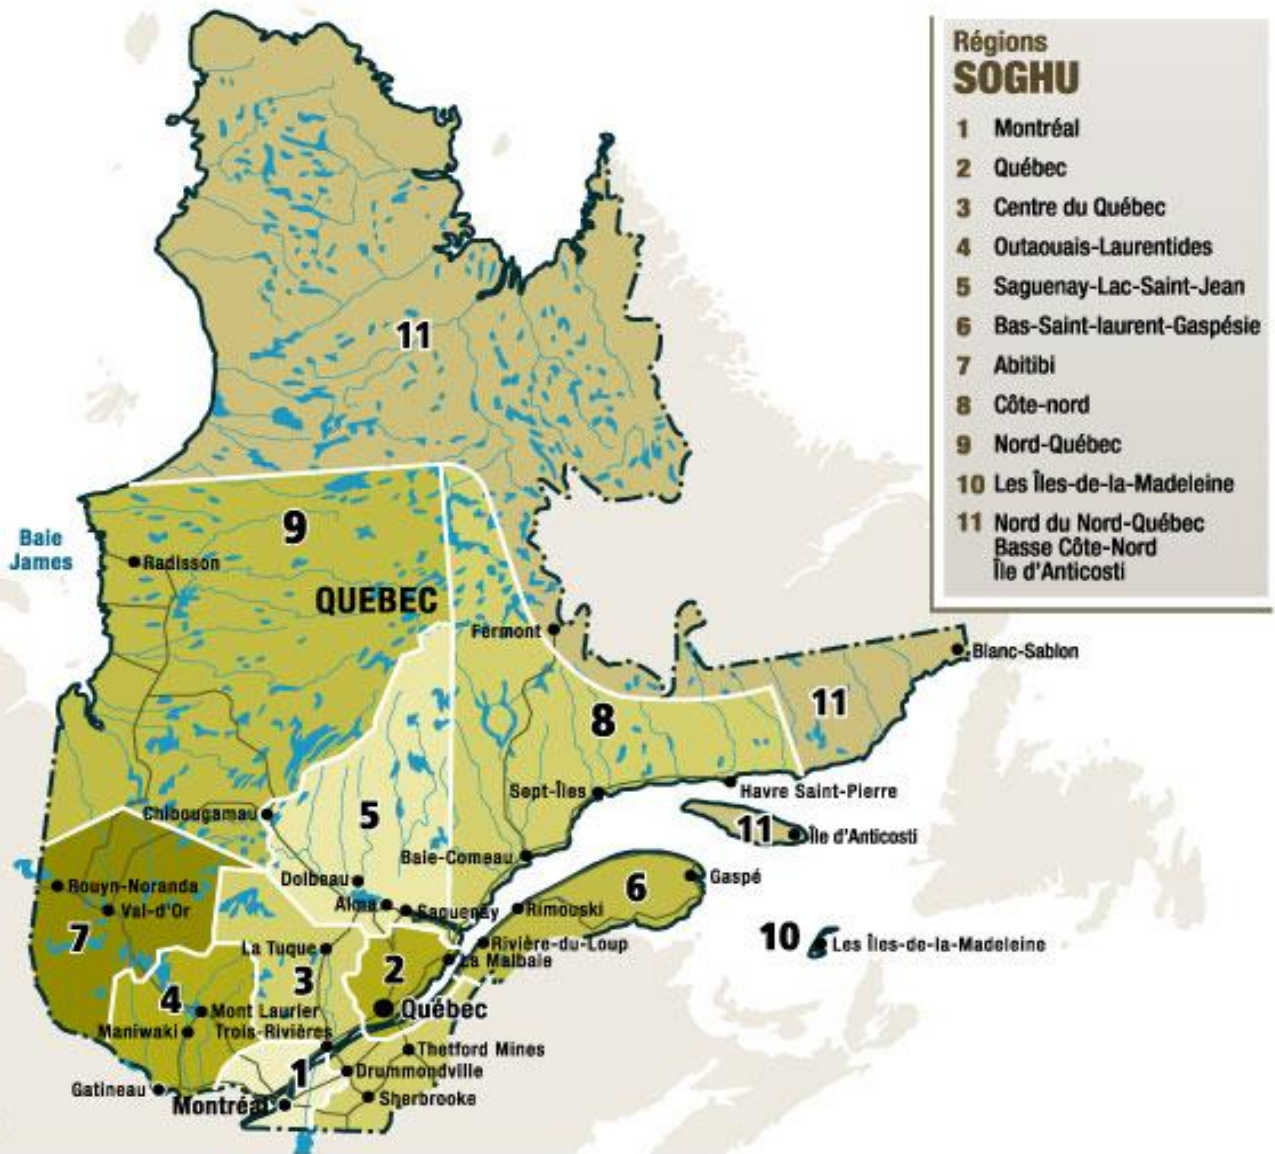 Régions
SOGHU
1 Montréal
2 Québec
3 Centre du Québec
4 Outaouais-Laurentides
5 Saguenay-Lac-Saint-Jean
6 Bas-Saint-laurent-Gaspésie
7 Abitibi
8 Côte-nord
9 Nord-Québec
10 Les Îles-de-la-Madeleine
11 Nord du Nord-Québec
Basse Côte-Nord
Île d'Anticosti
11
9
Baie
James
Radisson
QUEBEC
Fermont
Blanc-Sablon
11
8
Sept-Îles
Havre Saint-Pierre
Chibougamau
5
11
Île d'Anticosti
Baie-Comeau
Dolbeau
6
Gaspé
Rouyn-Noranda
Val-d'Or
Alma
Saguenay
Rimouski
7
10
Les Îles-de-la-Madeleine
La Tuque
Rivière-du-Loup
La Malbaie
2
3
4
Mont Laurier
Québec
Maniwaki
Trois-Rivières
Thetford Mines
1
Drummondville
Gatineau
Montréal
Sherbrooke